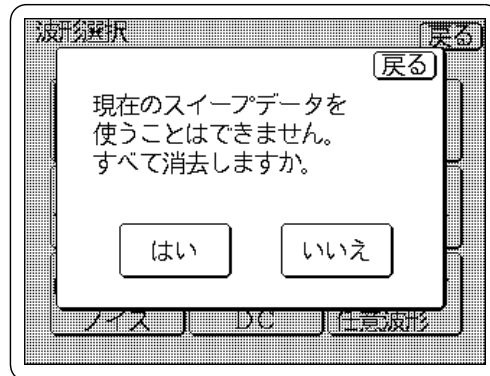 波形選択
戻る
戻る
現在のスイープデータを
使うことはできません。
すべて消去しますか。
はい いいえ
ノイズ DC 任意波形